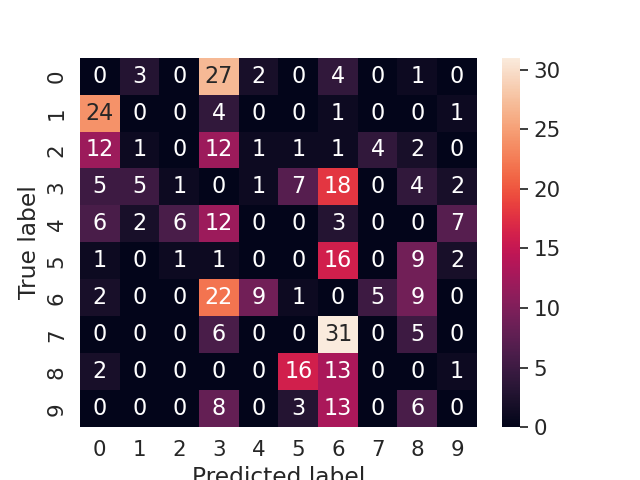 0 0 3 0 27 2 0 4 0 1 0 30
1 24 0 0 4 0 0 1 0 0 1 25
2 12 1 0 12 1 1 1 4 2 0
3 5 5 1 0 1 7 18 0 4 2 20
4 6 2 6 12 0 0 3 0 0 7 15
5 1 0 1 1 0 0 16 0 9 2
6 2 0 0 22 9 1 0 5 9 0 10
7 0 0 0 6 0 0 31 0 5 0
8 2 0 0 0 0 16 13 0 0 1 5
9 0 0 0 8 0 3 13 0 6 0 0
0 1 2 3 4 5 6 7 8 9
True label
Predicted label